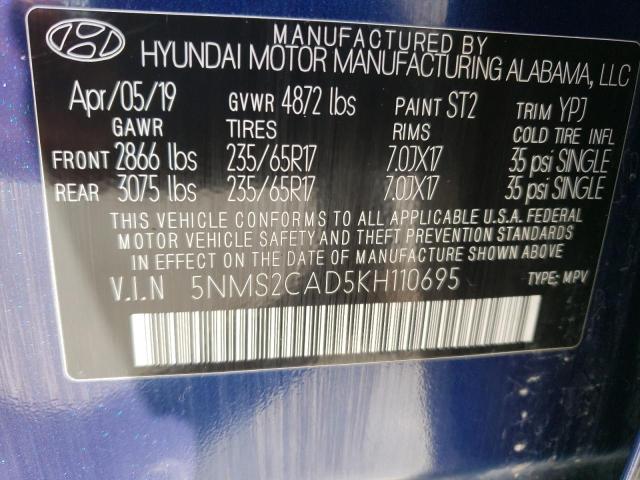 MANUFACTURED BY
HYUNDAI MOTOR MANUFACTURING ALABAMA, LLC
Apr/05/19 GVWR 4872 lbs PAINT ST2 TRIM YPJ
GAWR TIRES RIMS COLD TIRE INFL
FRONT 2866 lbs 235/65R17 7.0JX17 35 psi SINGLE
REAR 3075 lbs 235/65R17 7.0JX17 35 psi SINGLE
THIS VEHICLE CONFORMS TO ALL APPLICABLE U.S.A. FEDERAL
MOTOR VEHICLE SAFETY AND THEFT PREVENTION STANDARDS
IN EFFECT ON THE DATE OF MANUFACTURE SHOWN ABOVE.
V.I.N 5NMS2CAD5KH110695 TYPE: MPV